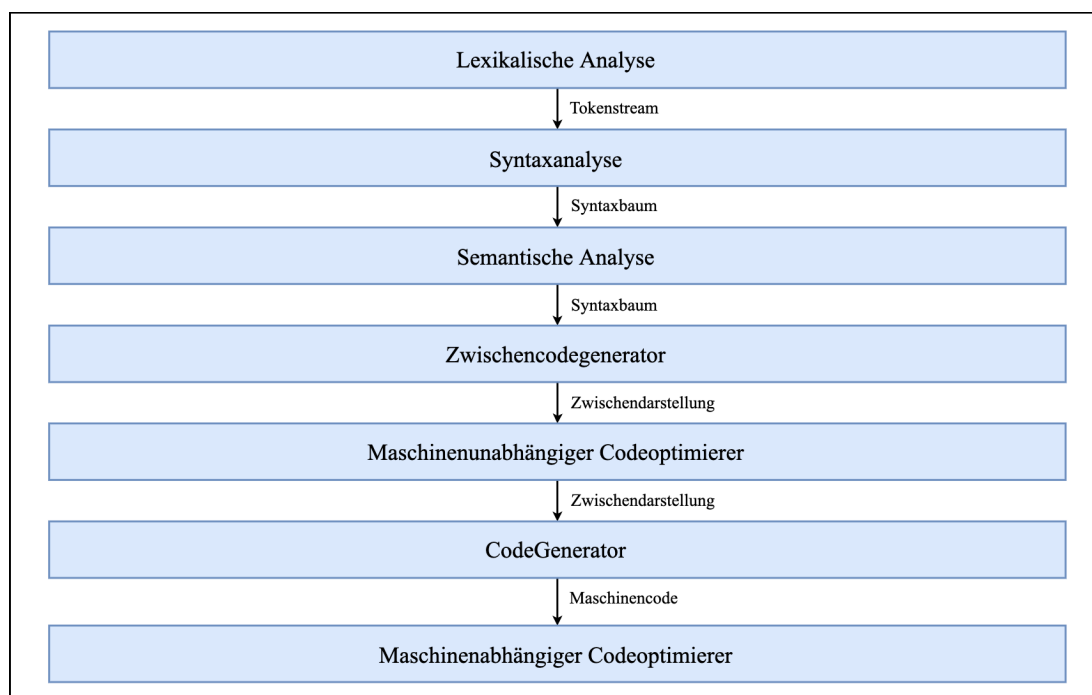 Lexikalische Analyse
Tokenstream
Syntaxanalyse
Syntaxbaum
Semantische Analyse
Syntaxbaum
Zwischencodegenerator
Zwischendarstellung
Maschinenunabhängiger Codeoptimierer
Zwischendarstellung
CodeGenerator
Maschinencode
Maschinenabhängiger Codeoptimierer